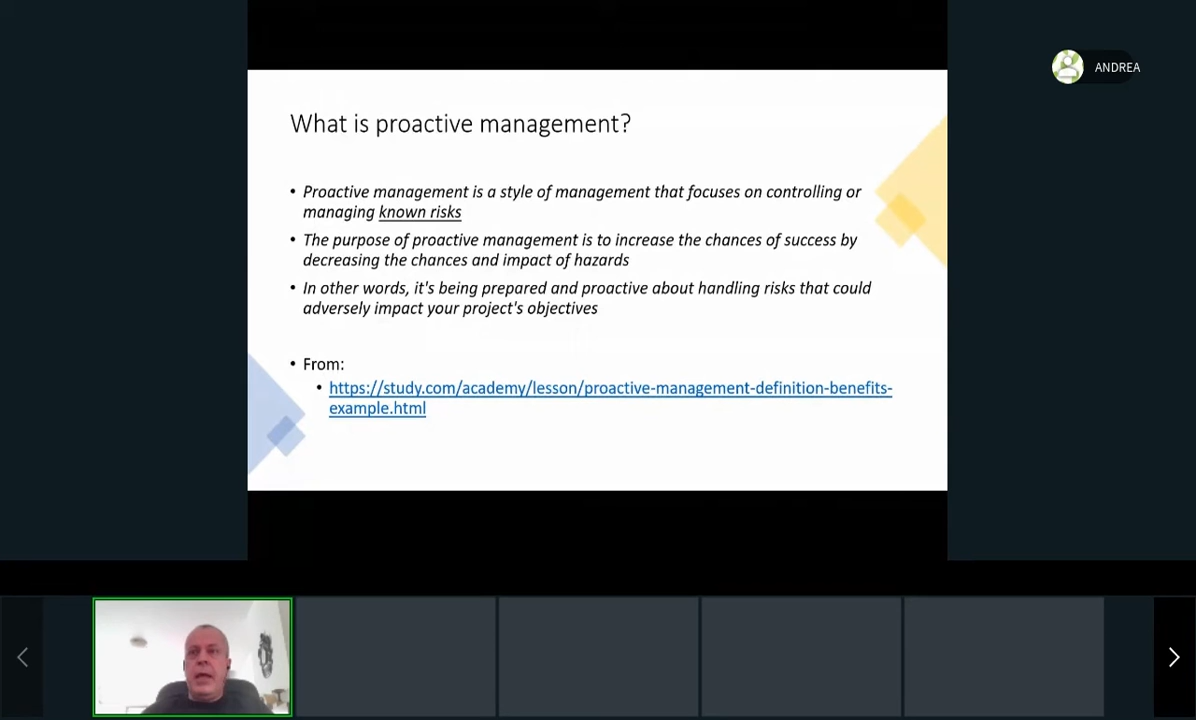 ANDREA
What is proactive management?
• Proactive management is a style of management that focuses on controlling or
managing known risks
• The purpose of proactive management is to increase the chances of success by
decreasing the chances and impact of hazards
• In other words, it's being prepared and proactive about handling risks that could
adversely impact your project's objectives
• From:
• https://study.com/academy/lesson/proactive-management-definition-benefits-
example.html